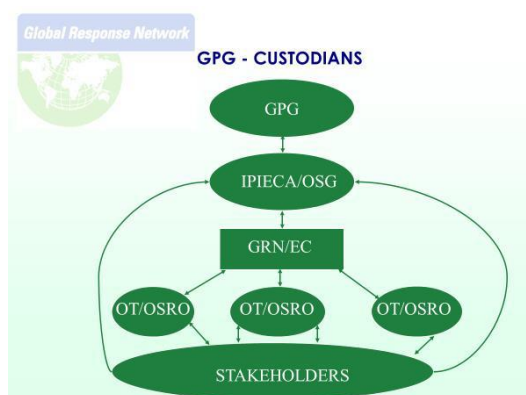 Global Response Network
GPG - CUSTODIANS
GPG
IPIECA/OSG
GRN/EC
OT/OSRO
OT/OSRO
OT/OSRO
STAKEHOLDERS